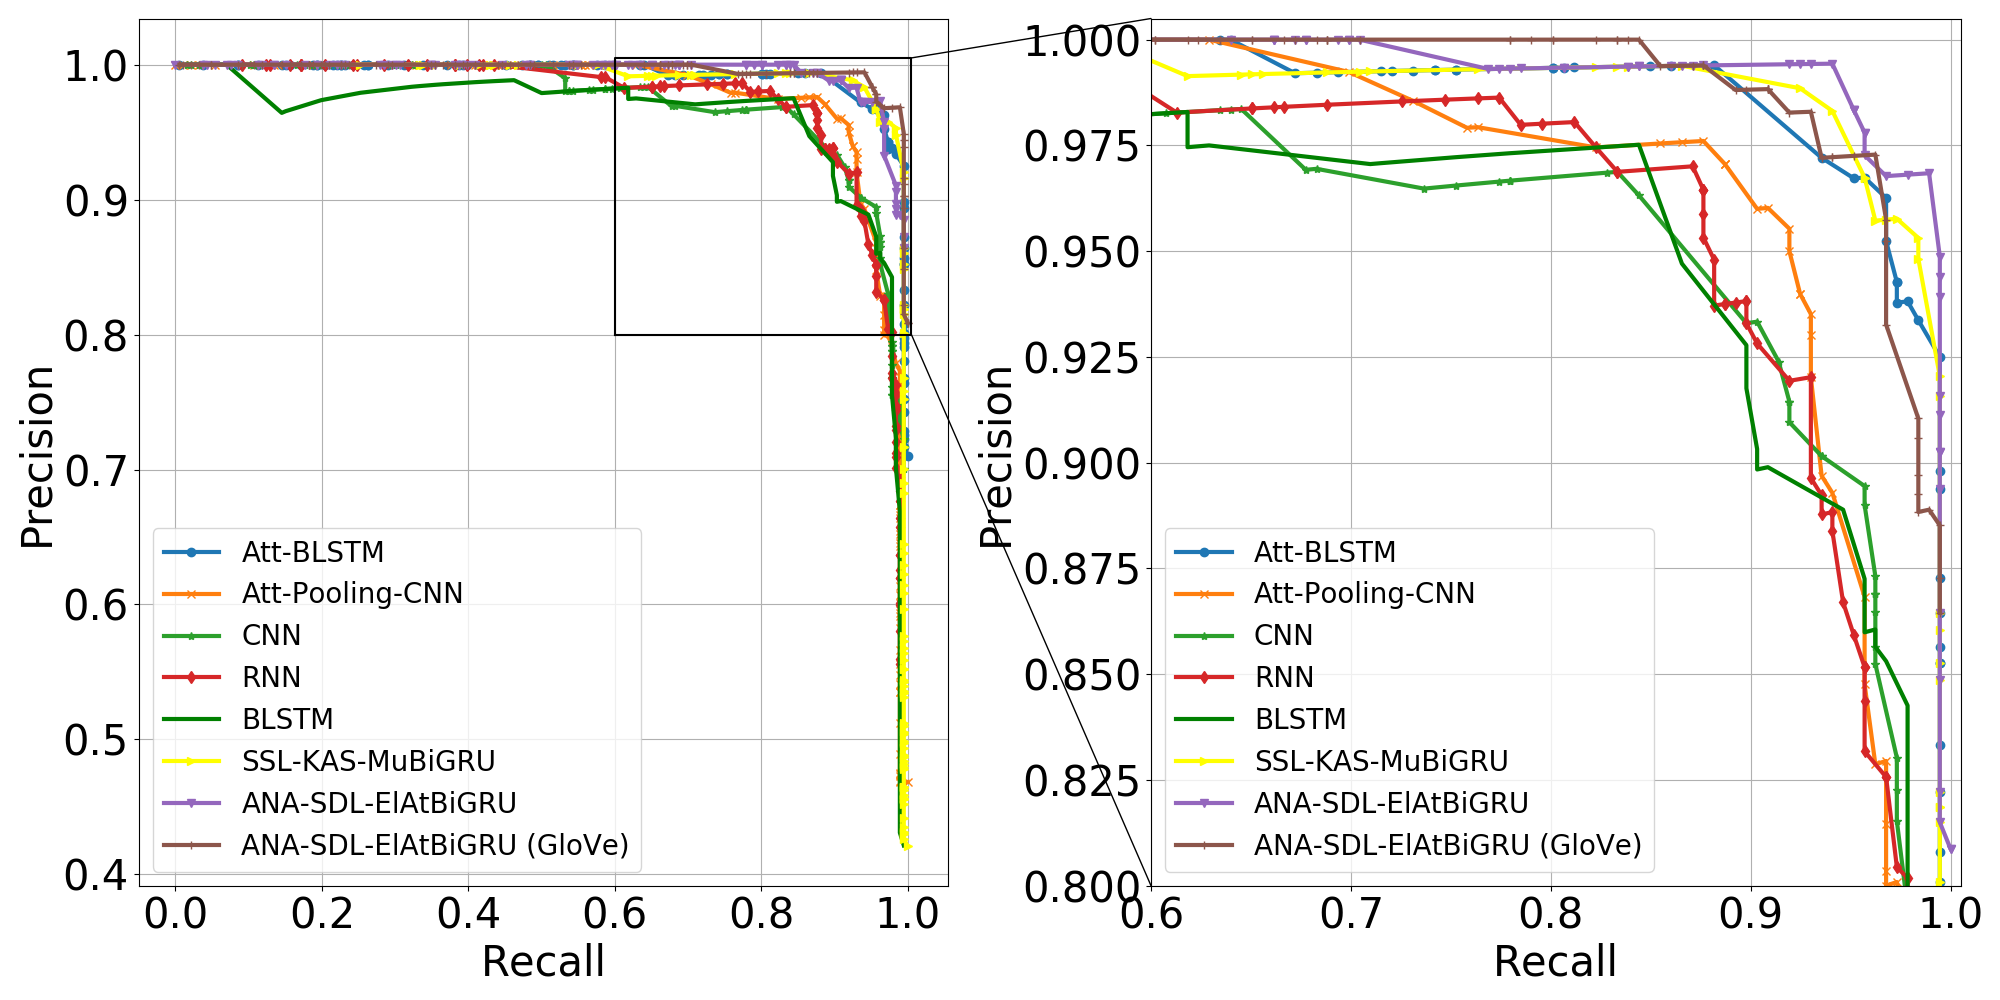 1.0
0.9
0.8
0.7
0.6
0.5
0.4
Precision
0.0 0.2 0.4 0.6 0.8 1.0
Recall
Att-BLSTM
Att-Pooling-CNN
CNN
RNN
BLSTM
SSL-KAS-MuBiGRU
ANA-SDL-ElAtBiGRU
ANA-SDL-ElAtBiGRU (GloVe)
1.000
0.975
0.950
0.925
0.900
0.875
0.850
0.825
0.800
Precision
0.6 0.7 0.8 0.9 1.0
Recall
Att-BLSTM
Att-Pooling-CNN
CNN
RNN
BLSTM
SSL-KAS-MuBiGRU
ANA-SDL-ElAtBiGRU
ANA-SDL-ElAtBiGRU (GloVe)